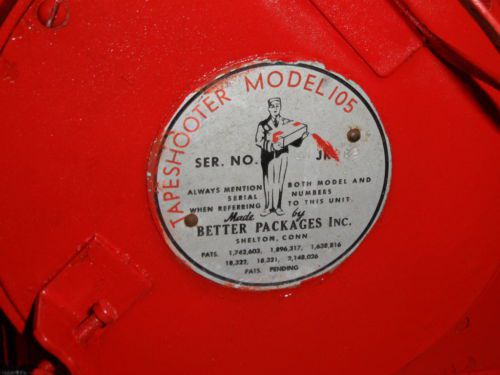 TAPESHOOTER MODEL 105
SER. NO. JR
ALWAYS MENTION BOTH MODEL AND
SERIAL NUMBERS
WHEN REFERRING TO THIS UNIT.
Made by
BETTER PACKAGES INC.
SHELTON, CONN
PATS. 1,742,603, 1,896,317, 1,638,816
18,322, 18,321, 2,148,026
PATS. PENDING